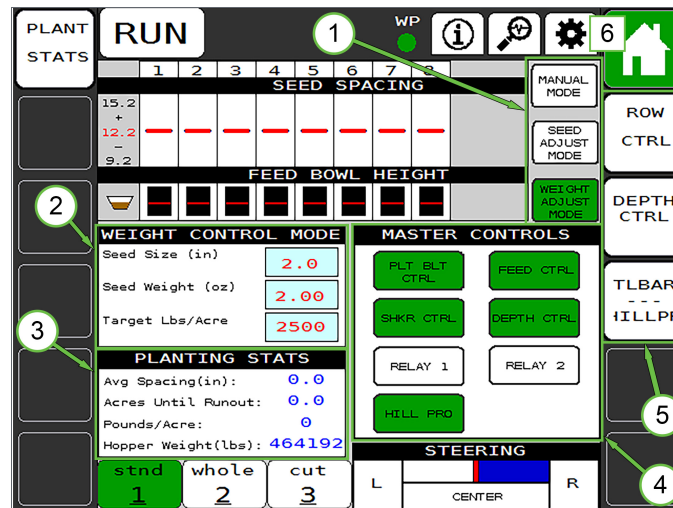 PLANT STATS
RUN
1
WP
6
1 2 3 4 5 6 7 8
SEED SPACING
15.2
+
12.2
-
9.2
MANUAL MODE
SEED ADJUST MODE
WEIGHT ADJUST MODE
ROW CTRL
DEPTH CTRL
TLBAR
---
HILLPR
FEED BOWL HEIGHT
2
WEIGHT CONTROL MODE
Seed Size (in) 2.0
Seed Weight (oz) 2.00
Target Lbs/Acre 2500
MASTER CONTROLS
PLT BLT CTRL
FEED CTRL
SHKR CTRL
DEPTH CTRL
RELAY 1
RELAY 2
HILL PRO
3
PLANTING STATS
Avg Spacing(in): 0.0
Acres Until Runout: 0.0
Pounds/Acre: 0
Hopper Weight(lbs): 464192
5
stnd 1
whole 2
cut 3
STEERING
L
CENTER
R
4